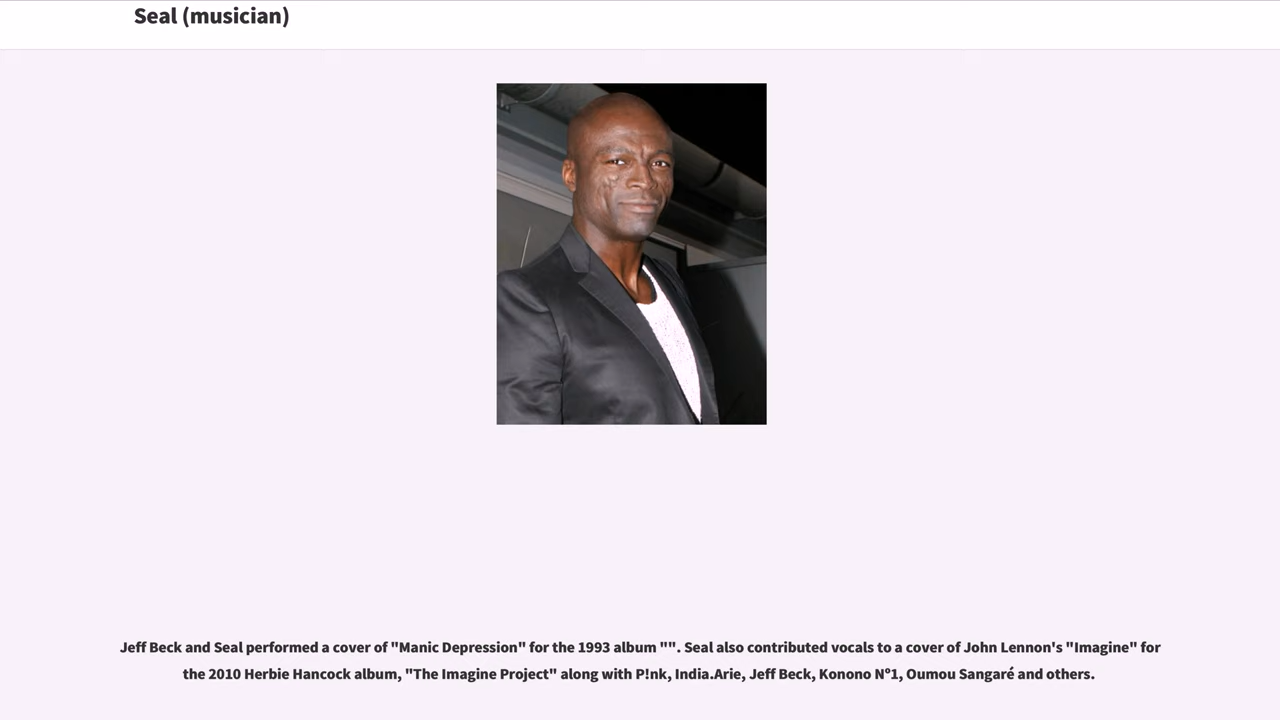 Seal (musician)
Jeff Beck and Seal performed a cover of "Manic Depression" for the 1993 album "". Seal also contributed vocals to a cover of John Lennon's "Imagine" for
the 2010 Herbie Hancock album, "The Imagine Project" along with P!nk, India.Arie, Jeff Beck, Konono Nº1, Oumou Sangaré and others.